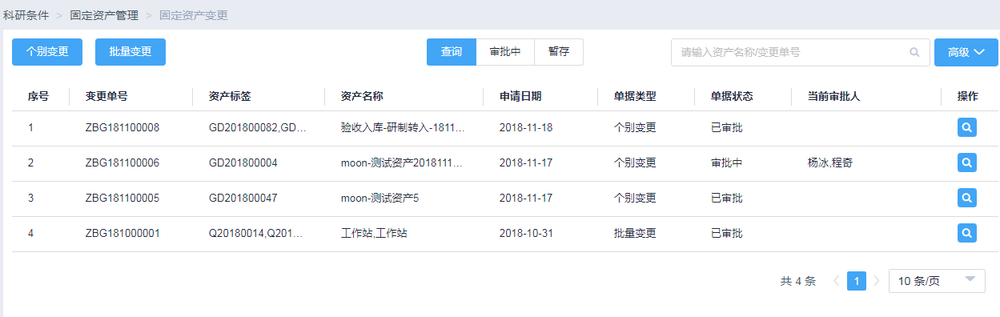 科研条件 > 固定资产管理 > 固定资产变更
个别变更 批量变更 查询 审批中 暂存 请输入资产名称/变更单号 高级
序号 变更单号 资产标签 资产名称 申请日期 单据类型 单据状态 当前审批人 操作
1 ZBG181100008 GD201800082,GD... 验收入库-研制转入-1811... 2018-11-18 个别变更 已审批
2 ZBG181100006 GD201800004 moon-测试资产2018111... 2018-11-17 个别变更 审批中 杨冰,程奇
3 ZBG181100005 GD201800047 moon-测试资产5 2018-11-17 个别变更 已审批
4 ZBG181000001 Q20180014,Q201... 工作站,工作站 2018-10-31 批量变更 已审批
共 4 条 1 10 条/页